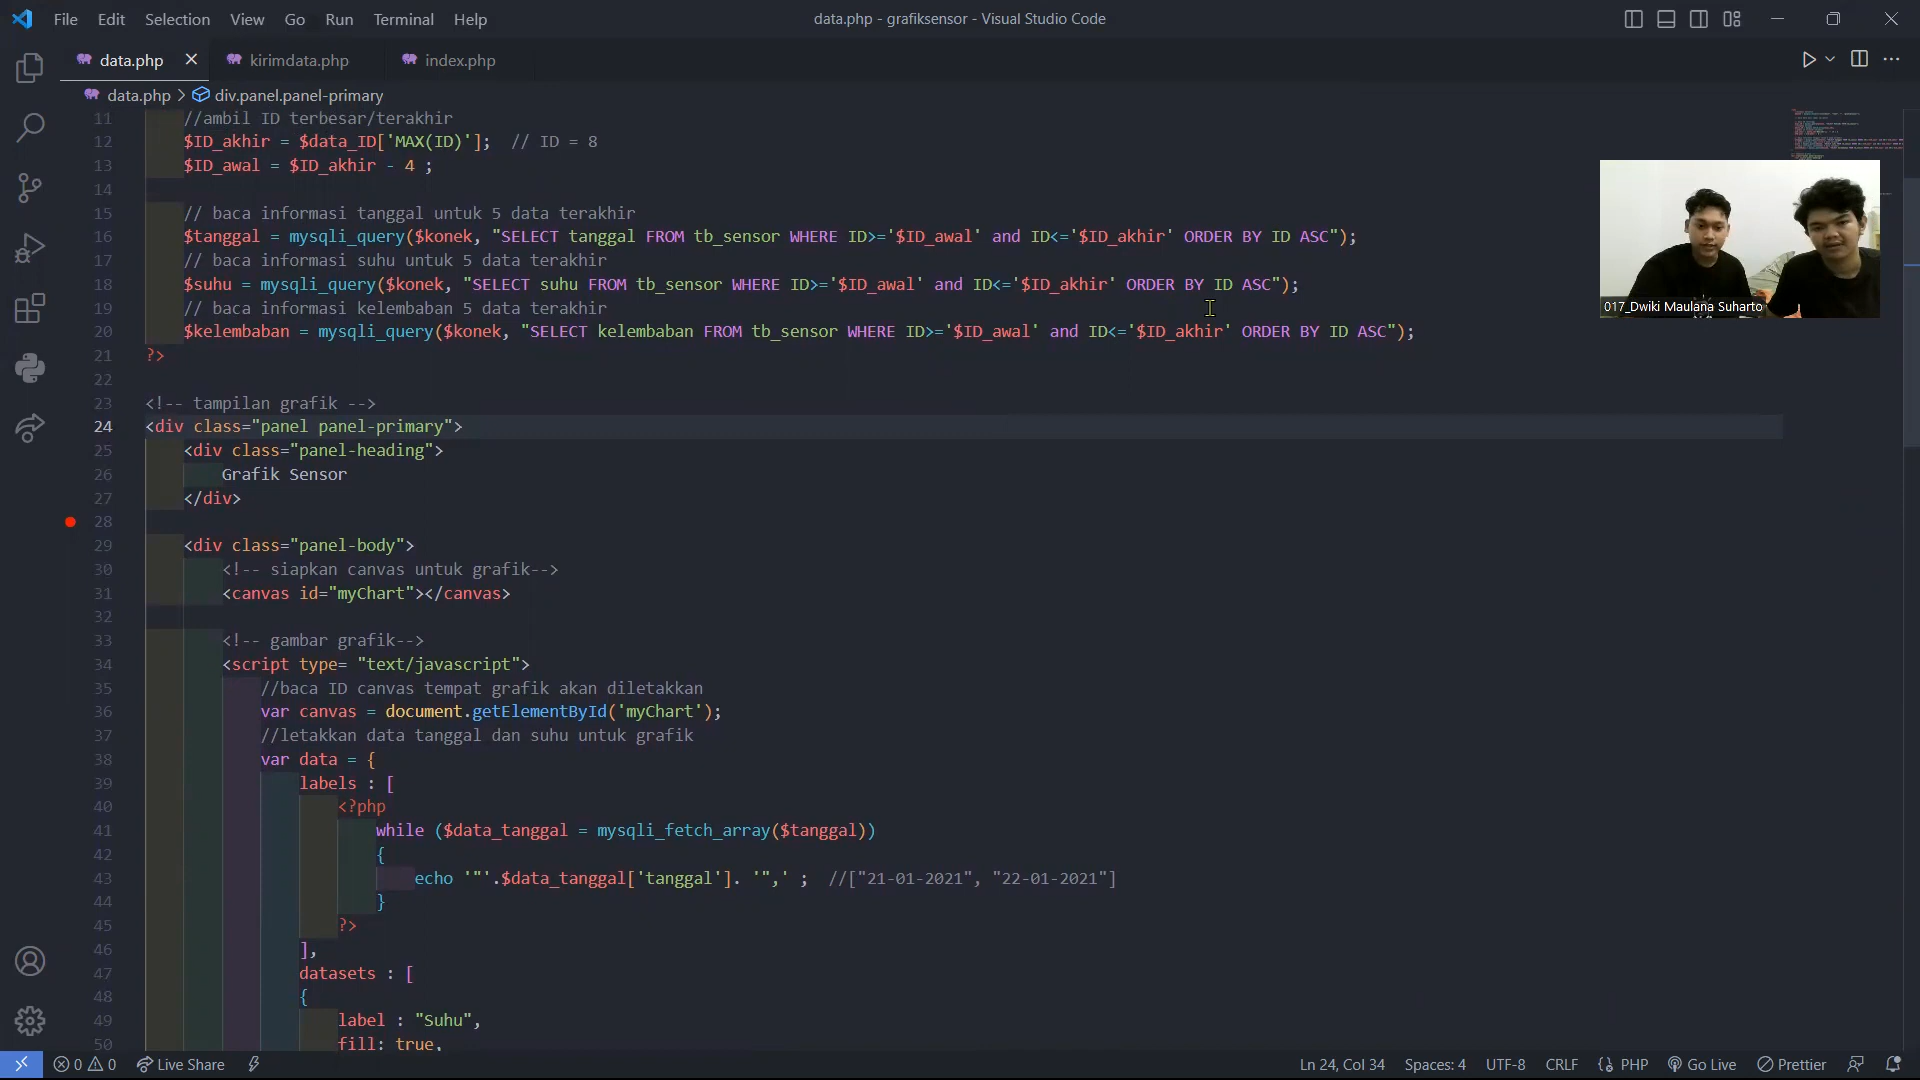 File Edit Selection View Go Run Terminal Help
data.php - grafiksensor - Visual Studio Code
data.php kirimdata.php index.php
data.php > div.panel.panel-primary
11 //ambil ID terbesar/terakhir
12 $ID_akhir = $data_ID['MAX(ID)']; // ID = 8
13 $ID_awal = $ID_akhir - 4 ;
14
15 // baca informasi tanggal untuk 5 data terakhir
16 $tanggal = mysqli_query($konek, "SELECT tanggal FROM tb_sensor WHERE ID>='$ID_awal' and ID<='$ID_akhir' ORDER BY ID ASC");
17 // baca informasi suhu untuk 5 data terakhir
18 $suhu = mysqli_query($konek, "SELECT suhu FROM tb_sensor WHERE ID>='$ID_awal' and ID<='$ID_akhir' ORDER BY ID ASC");
19 // baca informasi kelembaban 5 data terakhir
20 $kelembaban = mysqli_query($konek, "SELECT kelembaban FROM tb_sensor WHERE ID>='$ID_awal' and ID<='$ID_akhir' ORDER BY ID ASC");
21 ?>
22
23 <!-- tampilan grafik -->
24 <div class="panel panel-primary">
25 <div class="panel-heading">
26 Grafik Sensor
27 </div>
28
29 <div class="panel-body">
30 <!-- siapkan canvas untuk grafik-->
31 <canvas id="myChart"></canvas>
32
33 <!-- gambar grafik-->
34 <script type= "text/javascript">
35 //baca ID canvas tempat grafik akan diletakkan
36 var canvas = document.getElementById('myChart');
37 //letakkan data tanggal dan suhu untuk grafik
38 var data = {
39 labels : [
40 <?php
41 while ($data_tanggal = mysqli_fetch_array($tanggal))
42 {
43 echo '"'.$data_tanggal['tanggal']. '",' ; //["21-01-2021", "22-01-2021"]
44 }
45 ?>
46 ],
47 datasets : [
48 {
49 label : "Suhu",
50 fill: true,
017_Dwiki Maulana Suharto
0 0 Live Share
Ln 24, Col 34 Spaces: 4 UTF-8 CRLF {} PHP Go Live Prettier